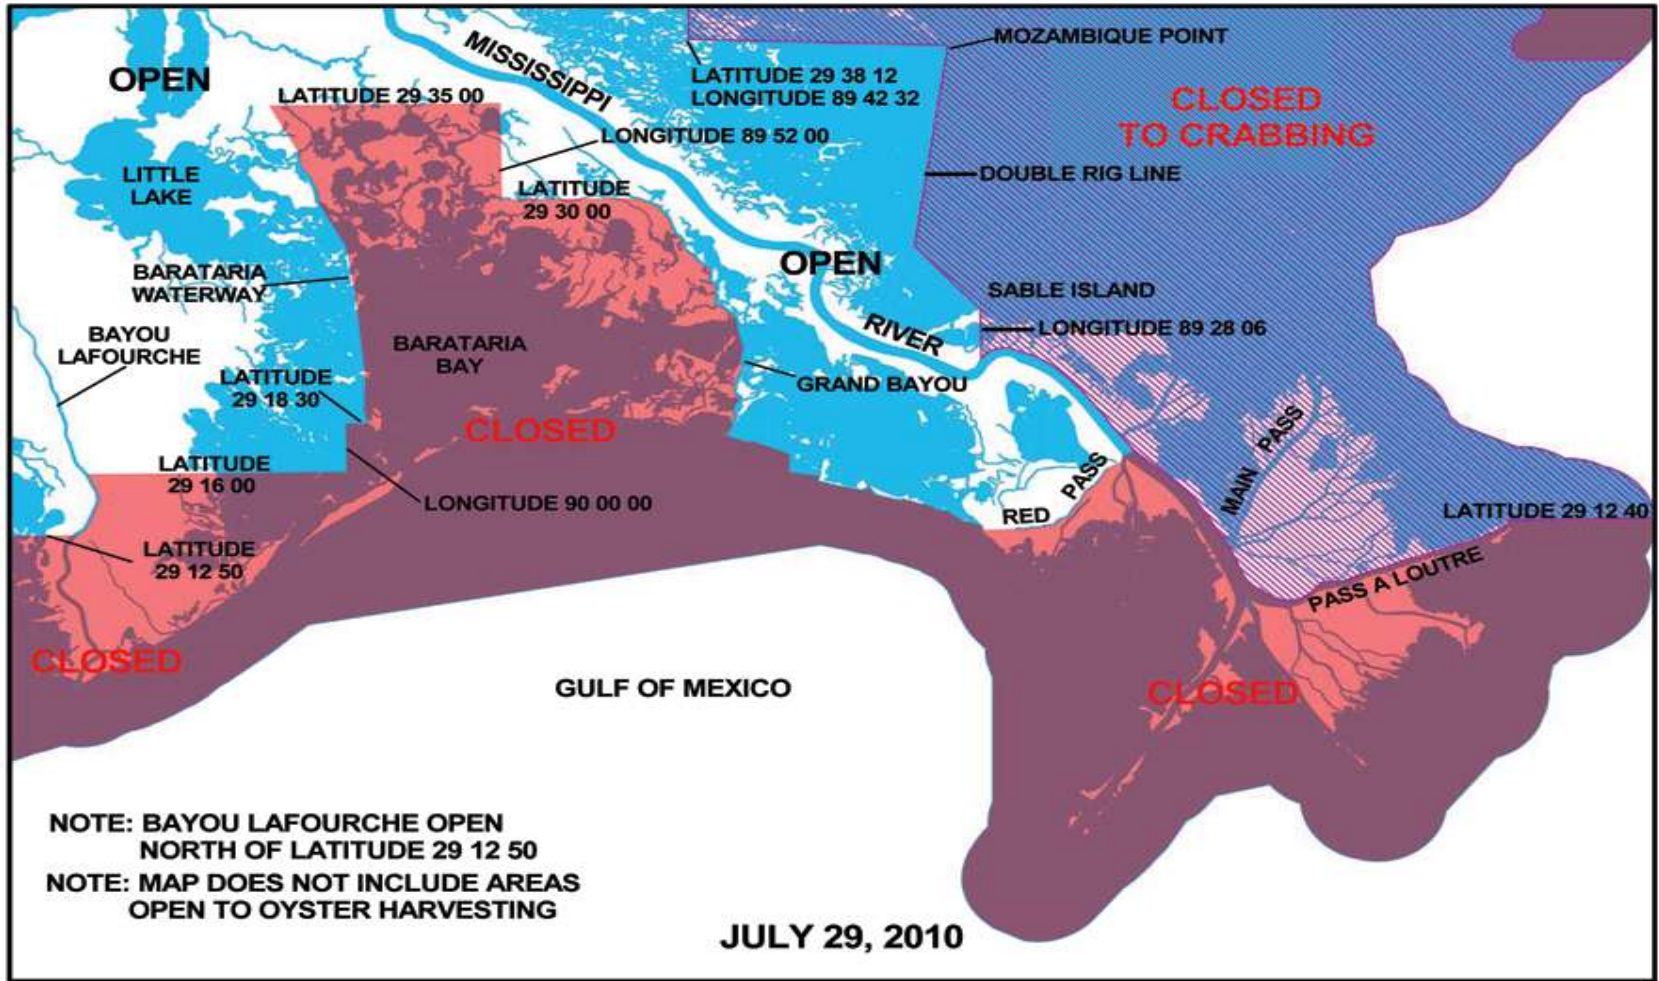 MOZAMBIQUE POINT
MISSISSIPPI
OPEN
LATITUDE 29 38 12
LONGITUDE 89 42 32
LATITUDE 29 35 00
CLOSED
TO CRABBING
LONGITUDE 89 52 00
LITTLE
LAKE
DOUBLE RIG LINE
LATITUDE
29 30 00
OPEN
BARATARIA
WATERWAY
SABLE ISLAND
RIVER
LONGITUDE 89 28 06
BAYOU
LAFOURCHE
BARATARIA
BAY
LATITUDE
29 18 30
GRAND BAYOU
CLOSED
MAIN PASS
LATITUDE
29 16 00
RED PASS
LONGITUDE 90 00 00
LATITUDE 29 12 40
LATITUDE
29 12 50
PASS A LOUTRE
CLOSED
GULF OF MEXICO
CLOSED
NOTE: BAYOU LAFOURCHE OPEN
NORTH OF LATITUDE 29 12 50
NOTE: MAP DOES NOT INCLUDE AREAS
OPEN TO OYSTER HARVESTING
JULY 29, 2010